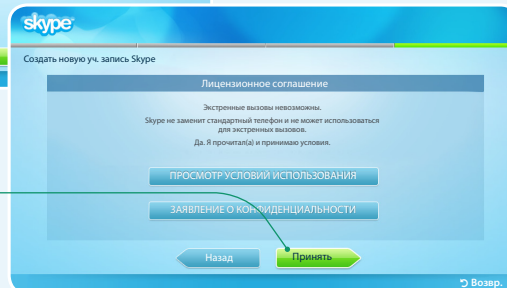 skype
Создать новую уч. запись Skype
Лицензионное соглашение
Экстренные вызовы невозможны.
Skype не заменит стандартный телефон и не может использоваться
для экстренных вызовов.
Да. Я прочитал(а) и принимаю условия.
ПРОСМОТР УСЛОВИЙ ИСПОЛЬЗОВАНИЯ
ЗАЯВЛЕНИЕ О КОНФИДЕНЦИАЛЬНОСТИ
Назад
Принять
Возвр.